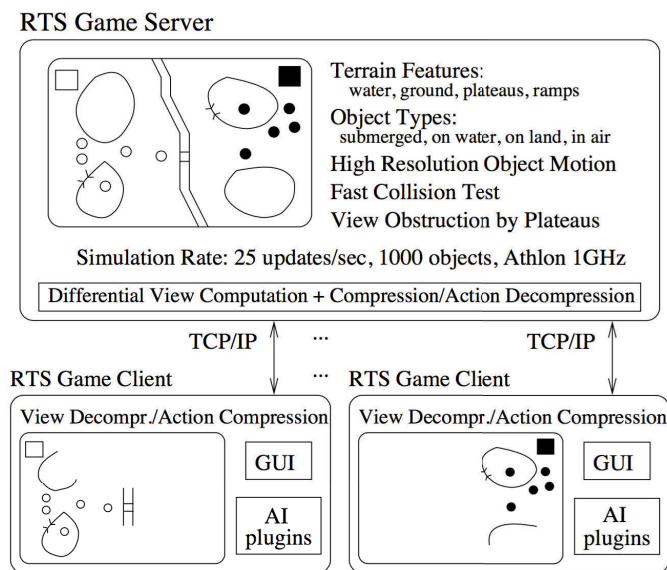 RTS Game Server
Terrain Features:
water, ground, plateaus, ramps
Object Types:
submerged, on water, on land, in air
High Resolution Object Motion
Fast Collision Test
View Obstruction by Plateaus
Simulation Rate: 25 updates/sec, 1000 objects, Athlon 1GHz
Differential View Computation + Compression/Action Decompression
TCP/IP ... TCP/IP
...
RTS Game Client
View Decompr./Action Compression
GUI
AI
plugins
RTS Game Client
View Decompr./Action Compression
GUI
AI
plugins